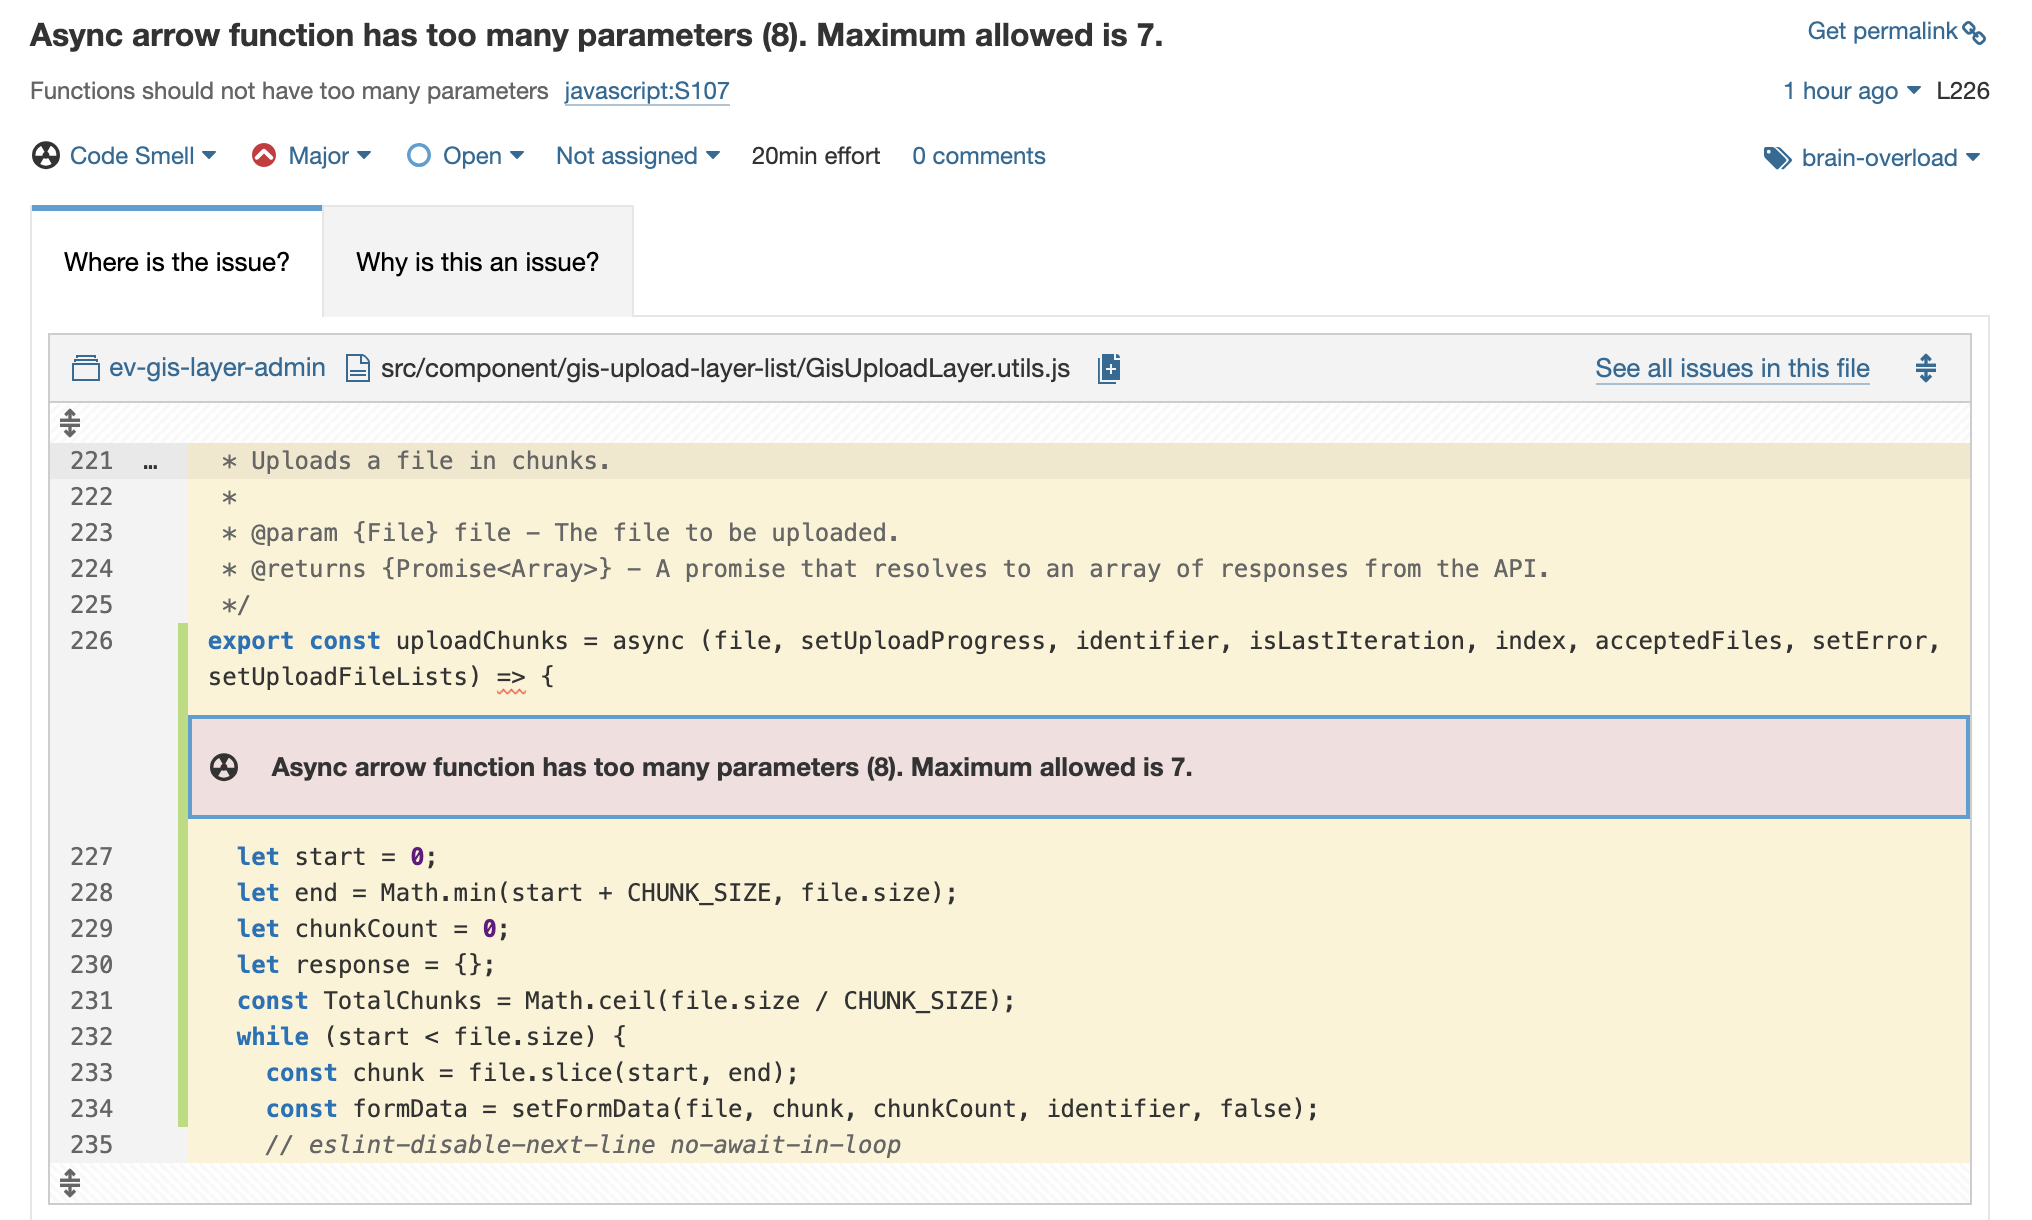 Async arrow function has too many parameters (8). Maximum allowed is 7.
Get permalink
Functions should not have too many parameters javascript:S107
1 hour ago L226
Code Smell Major Open Not assigned 20min effort 0 comments
brain-overload
Where is the issue? Why is this an issue?
ev-gis-layer-admin src/component/gis-upload-layer-list/GisUploadLayer.utils.js See all issues in this file
221 … * Uploads a file in chunks.
222 *
223 * @param {File} file – The file to be uploaded.
224 * @returns {Promise<Array>} – A promise that resolves to an array of responses from the API.
225 */
226 export const uploadChunks = async (file, setUploadProgress, identifier, isLastIteration, index, acceptedFiles, setError,
setUploadFileLists) => {
Async arrow function has too many parameters (8). Maximum allowed is 7.
227 let start = 0;
228 let end = Math.min(start + CHUNK_SIZE, file.size);
229 let chunkCount = 0;
230 let response = {};
231 const TotalChunks = Math.ceil(file.size / CHUNK_SIZE);
232 while (start < file.size) {
233 const chunk = file.slice(start, end);
234 const formData = setFormData(file, chunk, chunkCount, identifier, false);
235 // eslint-disable-next-line no-await-in-loop